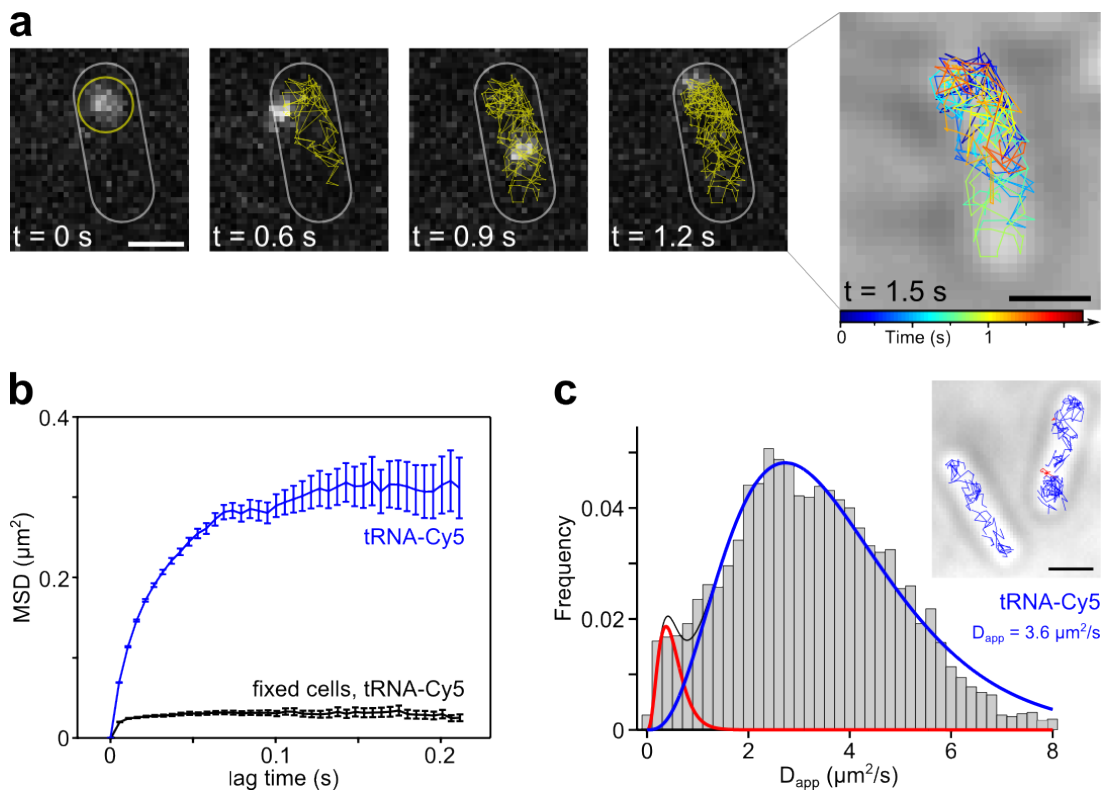 a
t = 0 s
t = 0.6 s
t = 0.9 s
t = 1.2 s
t = 1.5 s
0 1
Time (s)
b
0.4
0.2
0
MSD (µm²)
tRNA-Cy5
fixed cells, tRNA-Cy5
0 0.1 0.2
lag time (s)
c
0.04
0.02
0
Frequency
tRNA-Cy5
Dapp = 3.6 µm²/s
0 2 4 6 8
Dapp (µm²/s)